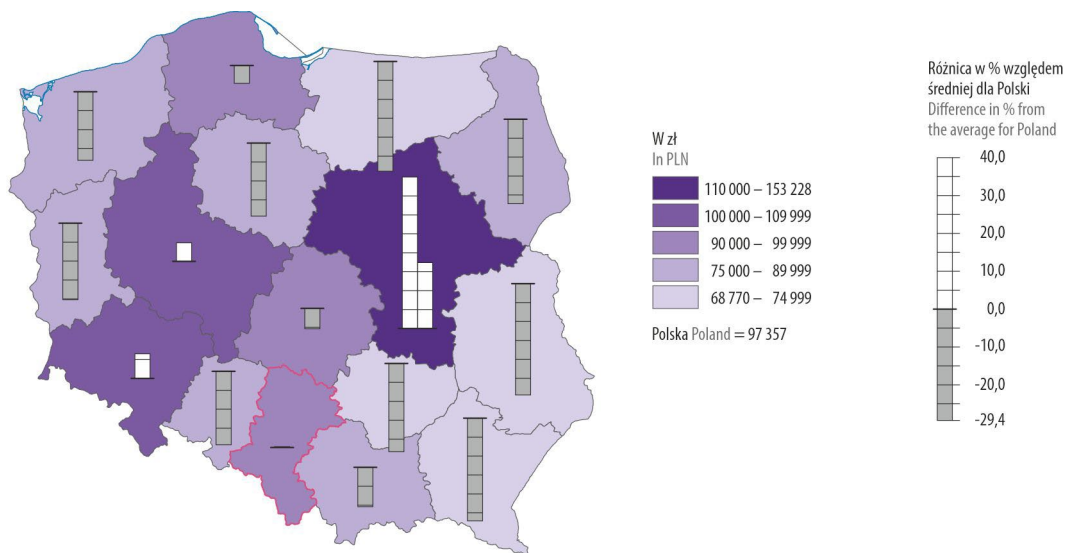 W zł
In PLN
110 000 – 153 228
100 000 – 109 999
90 000 – 99 999
75 000 – 89 999
68 770 – 74 999
Polska Poland = 97 357
Różnica w % względem
średniej dla Polski
Difference in % from
the average for Poland
40,0
30,0
20,0
10,0
0,0
-10,0
-20,0
-29,4